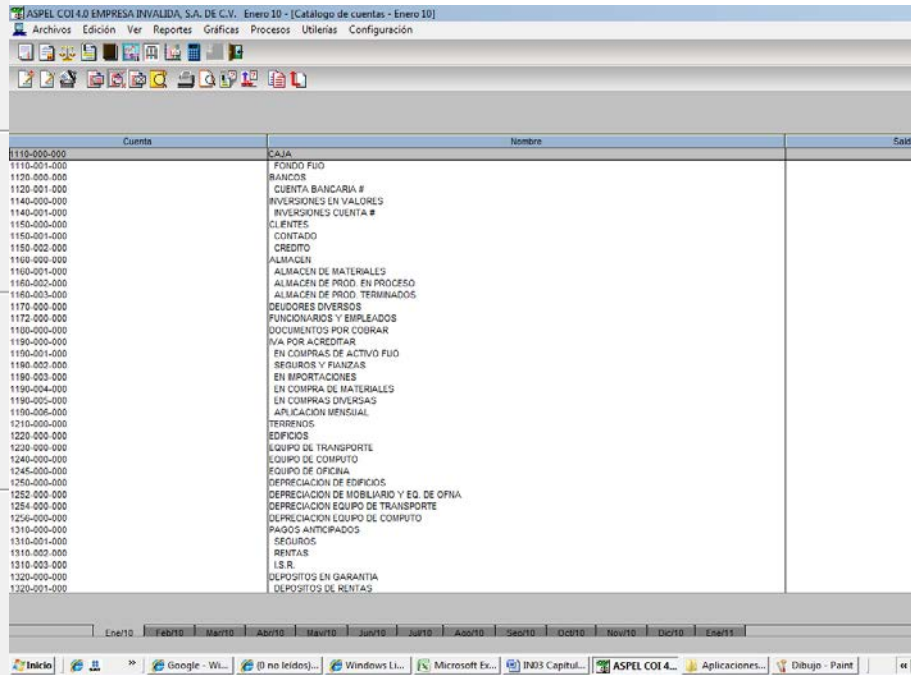 ASPEL COI 4.0 EMPRESA INVALIDA, S.A. DE C.V. Enero 10 - [Catálogo de cuentas - Enero 10]
Archivos Edición Ver Reportes Gráficas Procesos Utilerias Configuración
Cuenta Nombre Sald
1110-000-000 CAJA
1110-001-000 FONDO FIJO
1120-000-000 BANCOS
1120-001-000 CUENTA BANCARIA #
1140-000-000 INVERSIONES EN VALORES
1140-001-000 INVERSIONES CUENTA #
1150-000-000 CLIENTES
1150-001-000 CONTADO
1150-002-000 CREDITO
1160-000-000 ALMACEN
1160-001-000 ALMACEN DE MATERIALES
1160-002-000 ALMACEN DE PROD. EN PROCESO
1160-003-000 ALMACEN DE PROD. TERMINADOS
1170-000-000 DEUDORES DIVERSOS
1172-000-000 FUNCIONARIOS Y EMPLEADOS
1180-000-000 DOCUMENTOS POR COBRAR
1190-000-000 IVA POR ACREDITAR
1190-001-000 EN COMPRAS DE ACTIVO FIJO
1190-002-000 SEGUROS Y FIANZAS
1190-003-000 EN IMPORTACIONES
1190-004-000 EN COMPRA DE MATERIALES
1190-005-000 EN COMPRAS DIVERSAS
1190-006-000 APLICACION MENSUAL
1210-000-000 TERRENOS
1220-000-000 EDIFICIOS
1230-000-000 EQUIPO DE TRANSPORTE
1240-000-000 EQUIPO DE COMPUTO
1245-000-000 EQUIPO DE OFICINA
1250-000-000 DEPRECIACION DE EDIFICIOS
1252-000-000 DEPRECIACION DE MOBILIARIO Y EQ. DE OFNA
1254-000-000 DEPRECIACION EQUIPO DE TRANSPORTE
1256-000-000 DEPRECIACION EQUIPO DE COMPUTO
1310-000-000 PAGOS ANTICIPADOS
1310-001-000 SEGUROS
1310-002-000 RENTAS
1310-003-000 I.S.R.
1320-000-000 DEPOSITOS EN GARANTIA
1320-001-000 DEPOSITOS DE RENTAS
Ene/10 Feb/10 Mar/10 Abr/10 May/10 Jun/10 Jul/10 Ago/10 Sep/10 Oct/10 Nov/10 Dic/10 Ene/11
Inicio » Google - Wi... (0 no leídos)... Windows Li... Microsoft Ex... IN03 Capitul... ASPEL COI 4.... Aplicaciones... Dibujo - Paint «